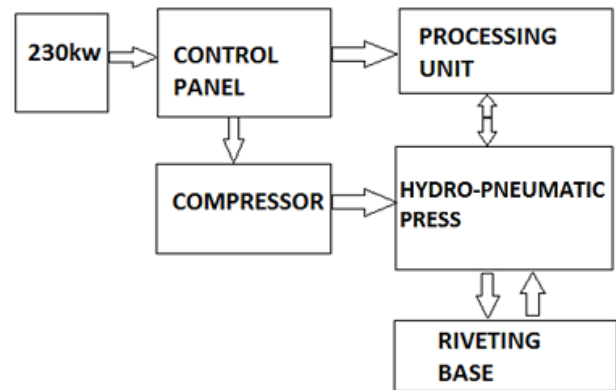 230kw
CONTROL
PANEL
PROCESSING
UNIT
COMPRESSOR
HYDRO-PNEUMATIC
PRESS
RIVETING
BASE